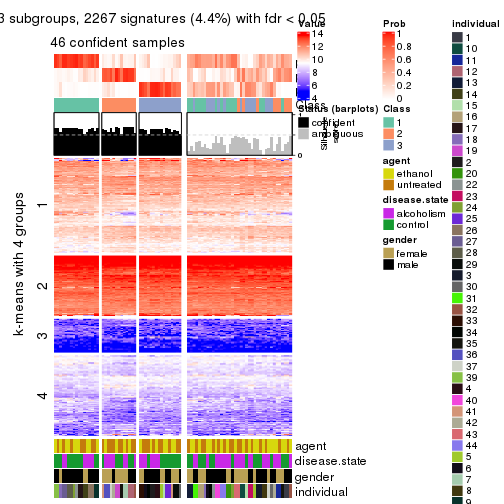 3 subgroups, 2267 signatures (4.4%) with fdr < 0.05
46 confident samples
k-means with 4 groups
1
2
3
4
Value
14
12
10
8
6
4
Status (barplots)
confident
ambiguous
Class
0
agent
disease.state
gender
individual
Prob
1
0.8
0.6
0.4
0.2
0
Class
1
2
3
agent
ethanol
untreated
disease.state
alcoholism
control
gender
female
male
individual
1
10
11
12
13
14
15
16
17
18
19
2
20
22
23
24
25
26
27
28
29
3
30
31
32
33
34
35
36
37
39
4
40
41
42
43
44
5
6
7
8
9